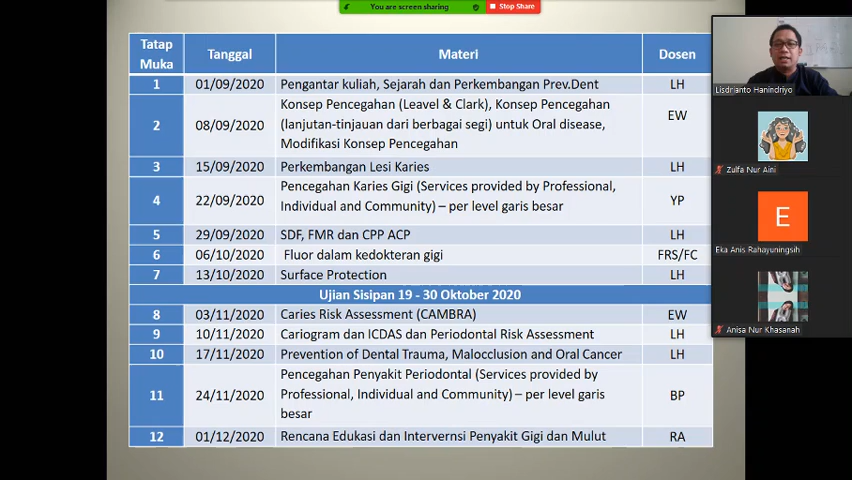 You are screen sharing
Stop Share
Tatap Muka Tanggal Materi Dosen
1 01/09/2020 Pengantar kuliah, Sejarah dan Perkembangan Prev.Dent LH
2 08/09/2020 Konsep Pencegahan (Leavel & Clark), Konsep Pencegahan EW
(lanjutan-tinjauan dari berbagai segi) untuk Oral disease,
Modifikasi Konsep Pencegahan
3 15/09/2020 Perkembangan Lesi Karies LH
4 22/09/2020 Pencegahan Karies Gigi (Services provided by Professional, YP
Individual and Community) – per level garis besar
5 29/09/2020 SDF, FMR dan CPP ACP LH
6 06/10/2020 Fluor dalam kedokteran gigi FRS/FC
7 13/10/2020 Surface Protection LH
Ujian Sisipan 19 - 30 Oktober 2020
8 03/11/2020 Caries Risk Assessment (CAMBRA) EW
9 10/11/2020 Cariogram dan ICDAS dan Periodontal Risk Assessment LH
10 17/11/2020 Prevention of Dental Trauma, Malocclusion and Oral Cancer LH
11 24/11/2020 Pencegahan Penyakit Periodontal (Services provided by BP
Professional, Individual and Community) – per level garis
besar
12 01/12/2020 Rencana Edukasi dan Intervernsi Penyakit Gigi dan Mulut RA
Lisdrianto Hanindriyo
Zulfa Nur Aini
E
Eka Anis Rahayuningsih
Anisa Nur Khasanah